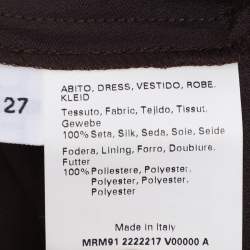 27
ABITO, DRESS, VESTIDO, ROBE,
KLEID
Tessuto, Fabric, Tejido, Tissut,
Gewebe
100% Seta, Silk, Seda, Soie, Seide
Fodera, Lining, Forro, Doublure,
Futter
100% Poliestere, Polyester,
Polyester, Polyester,
Polyester
Made in Italy
MRM91 2222217 V00000 A